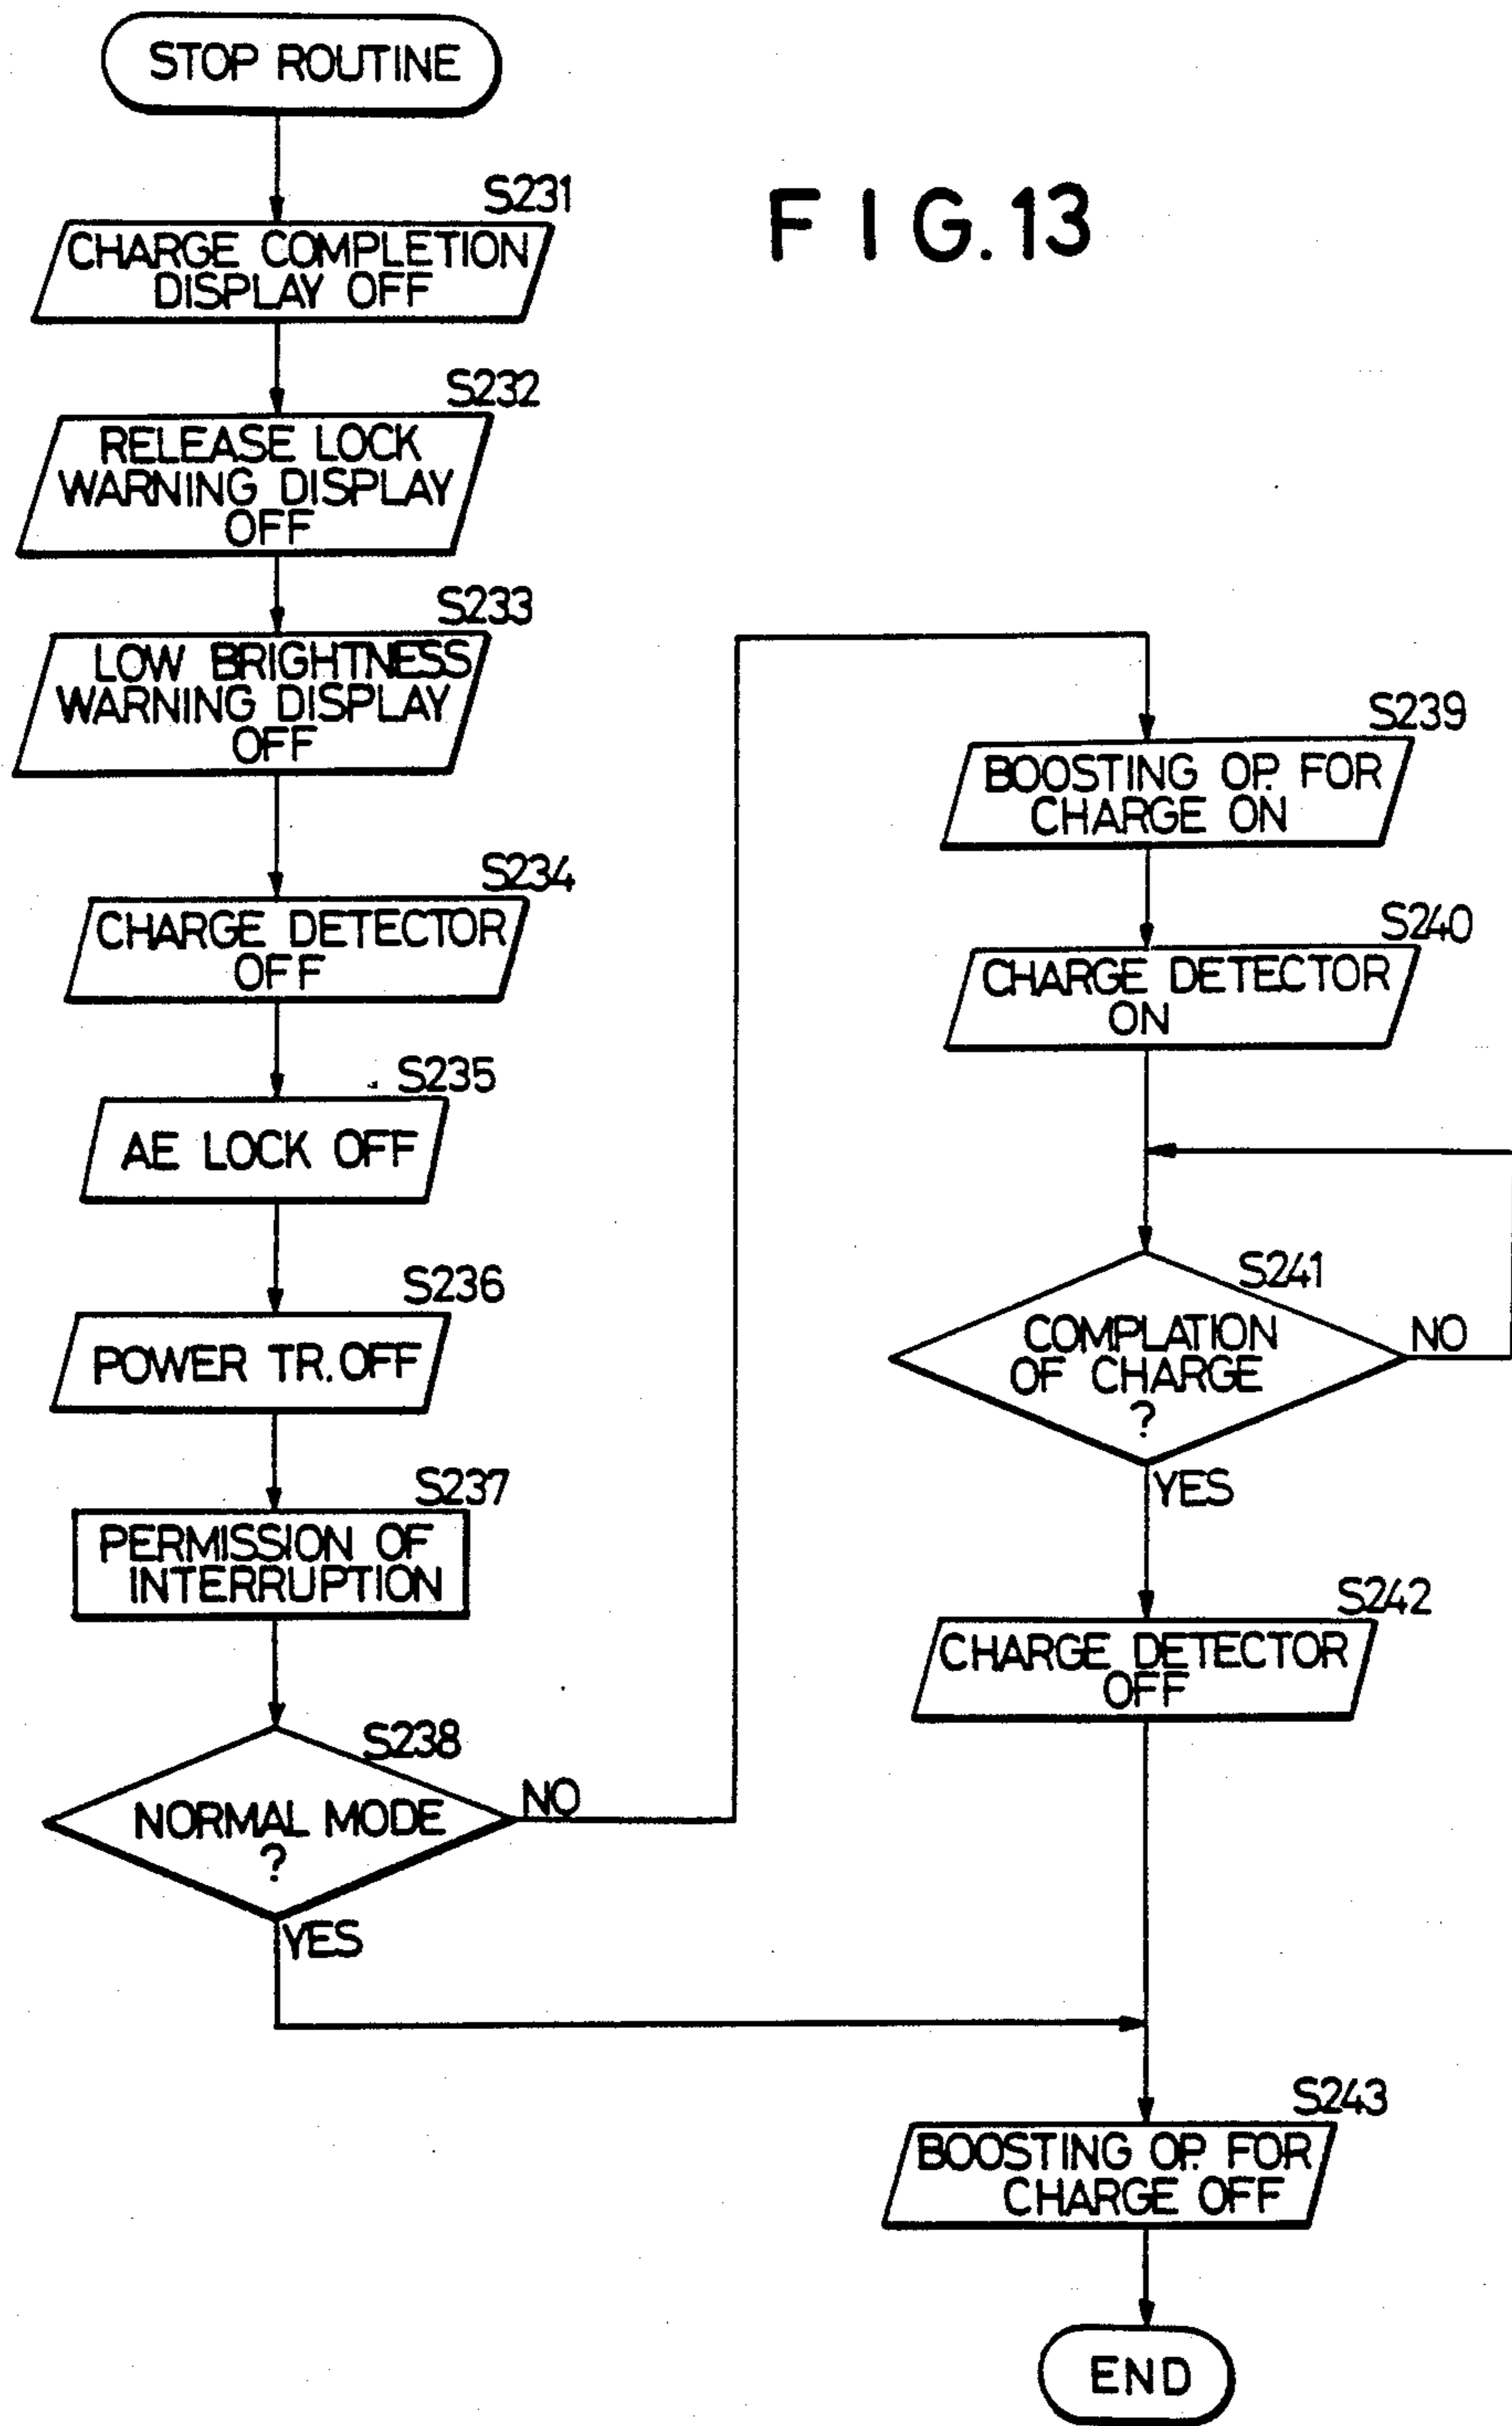 STOP ROUTINE
FIG.13
S231
CHARGE COMPLETION
DISPLAY OFF
S232
RELEASE LOCK
WARNING DISPLAY
OFF
S233
LOW BRIGHTNESS
WARNING DISPLAY
OFF
S234
CHARGE DETECTOR
OFF
S235
AE LOCK OFF
S236
POWER TR. OFF
S237
PERMISSION OF
INTERRUPTION
S238
NORMAL MODE
?
NO
YES
S239
BOOSTING OP. FOR
CHARGE ON
S240
CHARGE DETECTOR
ON
S241
COMPLATION
OF CHARGE
?
NO
YES
S242
CHARGE DETECTOR
OFF
S243
BOOSTING OP. FOR
CHARGE OFF
END